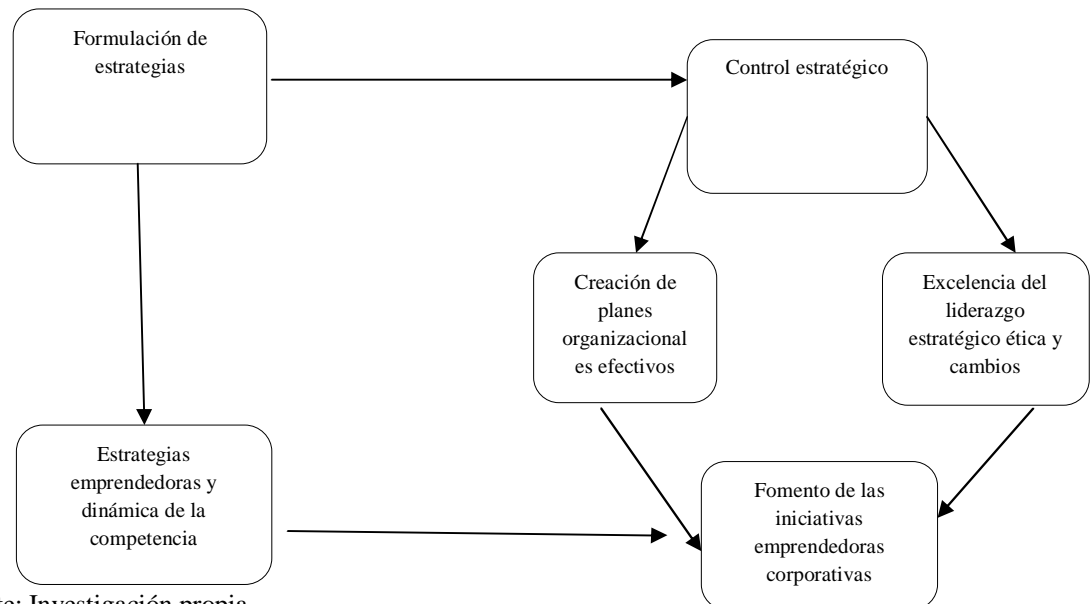 Formulación de
estrategias
Control estratégico
Creación de
planes
organizacional
es efectivos
Excelencia del
liderazgo
estratégico ética y
cambios
Estrategias
emprendedoras y
dinámica de la
competencia
Fomento de las
iniciativas
emprendedoras
corporativas
: Investigación propia